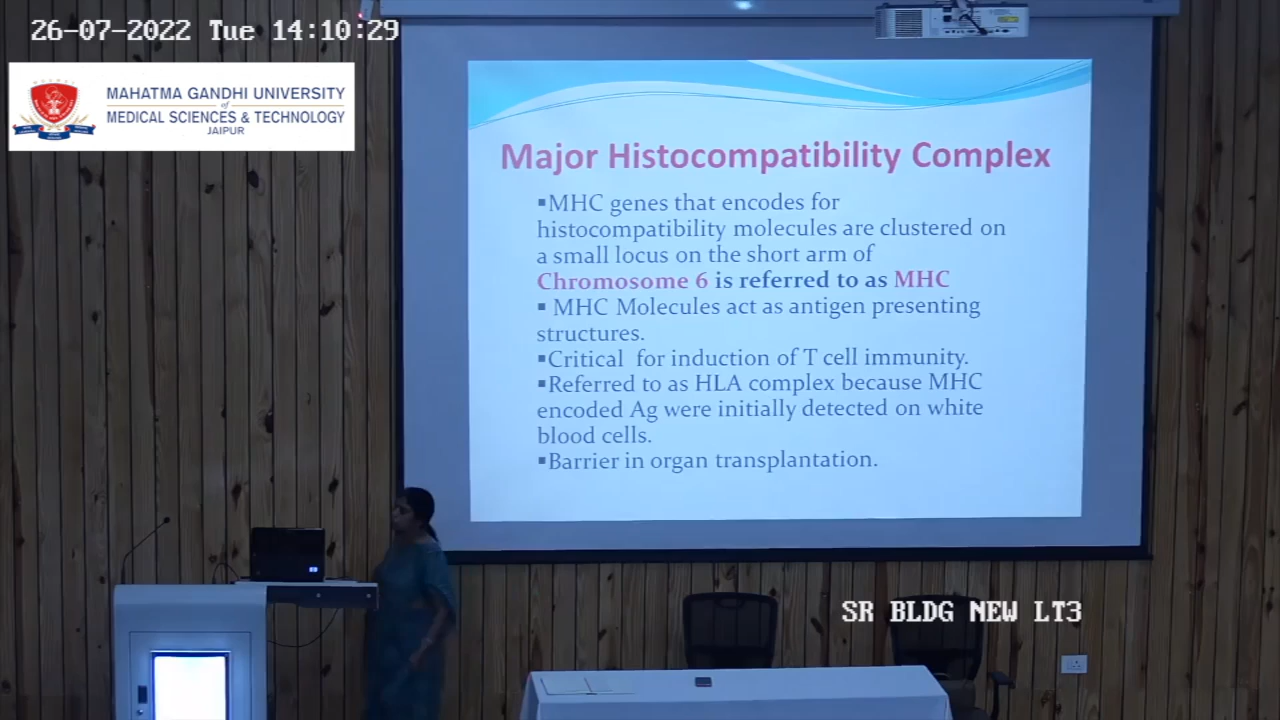 26-07-2022 Tue 14:10:29
MAHATMA GANDHI UNIVERSITY
of
MEDICAL SCIENCES & TECHNOLOGY
JAIPUR
Major Histocompatibility Complex
▪MHC genes that encodes for
histocompatibility molecules are clustered on
a small locus on the short arm of
Chromosome 6 is referred to as MHC
▪ MHC Molecules act as antigen presenting
structures.
▪Critical for induction of T cell immunity.
▪Referred to as HLA complex because MHC
encoded Ag were initially detected on white
blood cells.
▪Barrier in organ transplantation.
SR BLDG NEW LT3